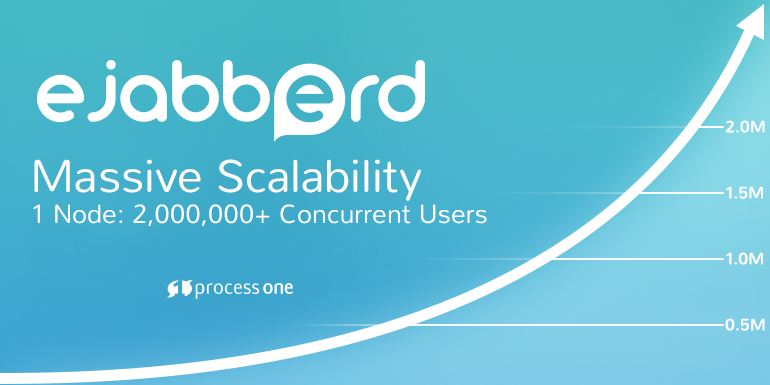 ejabberd
Massive Scalability
1 Node: 2,000,000+ Concurrent Users
process one
2.0M
1.5M
1.0M
0.5M